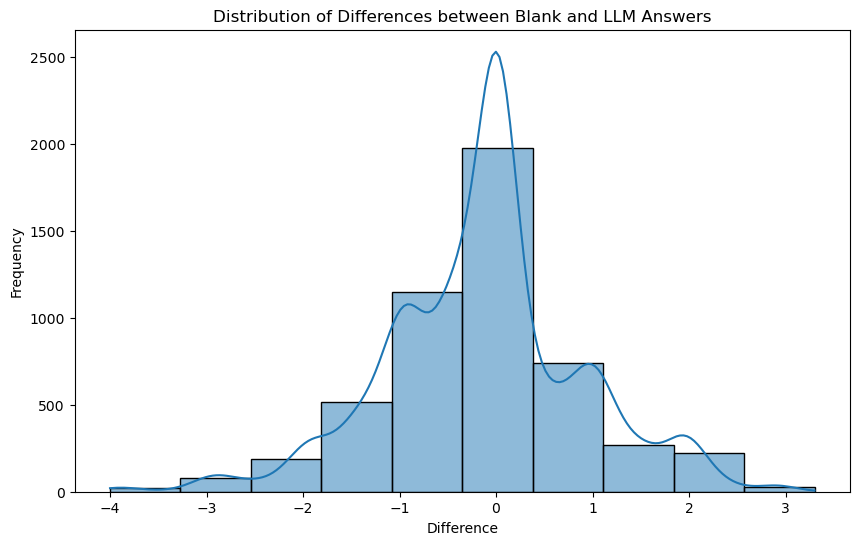 Distribution of Differences between Blank and LLM Answers
2500
2000
1500
1000
500
0
Frequency
−4 −3 −2 −1 0 1 2 3
Difference